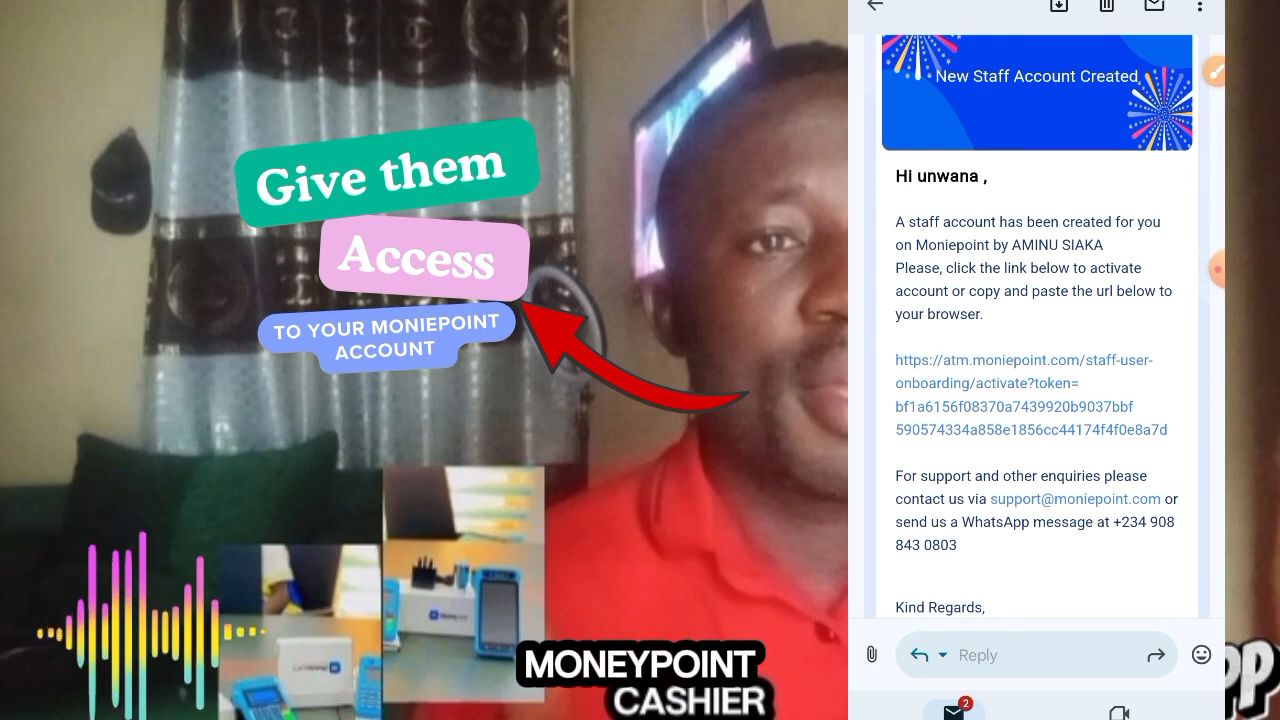 Give them
Access
TO YOUR MONIEPOINT
ACCOUNT
MONEYPOINT
CASHIER
New Staff Account Created
Hi unwana ,
A staff account has been created for you
on Moniepoint by AMINU SIAKA
Please, click the link below to activate
account or copy and paste the url below to
your browser.
https://atm.moniepoint.com/staff-user-
onboarding/activate?token=
bf1a6156f08370a7439920b9037bbf
590574334a858e1856cc44174f4f0e8a7d
For support and other enquiries please
contact us via support@moniepoint.com or
send us a WhatsApp message at +234 908
843 0803
Kind Regards,
Reply
2